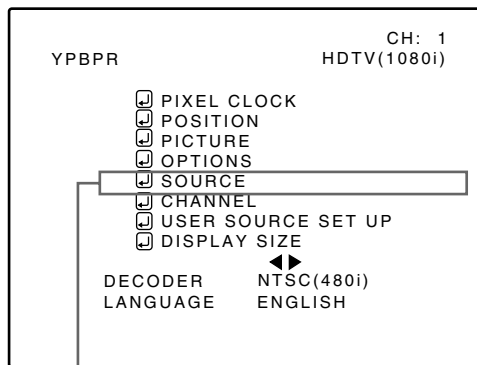 CH: 1
YPBPR HDTV(1080i)
PIXEL CLOCK
POSITION
PICTURE
OPTIONS
SOURCE
CHANNEL
USER SOURCE SET UP
DISPLAY SIZE
DECODER NTSC(480i)
LANGUAGE ENGLISH